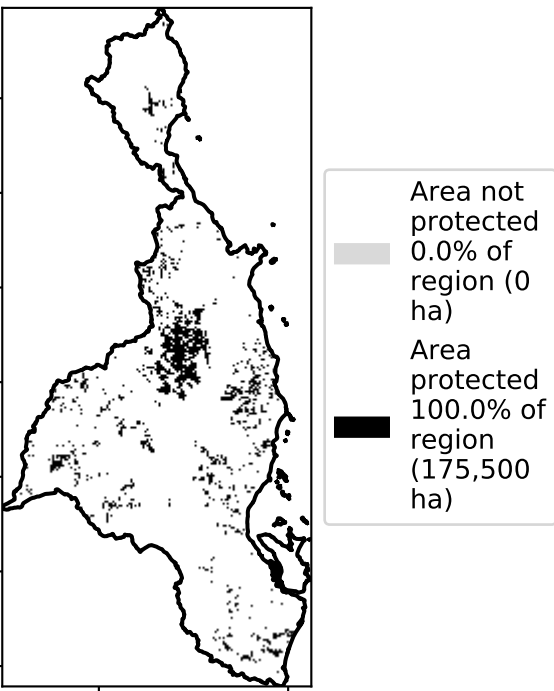 Area not
protected
0.0% of
region (0
ha)
Area
protected
100.0% of
region
(175,500
ha)